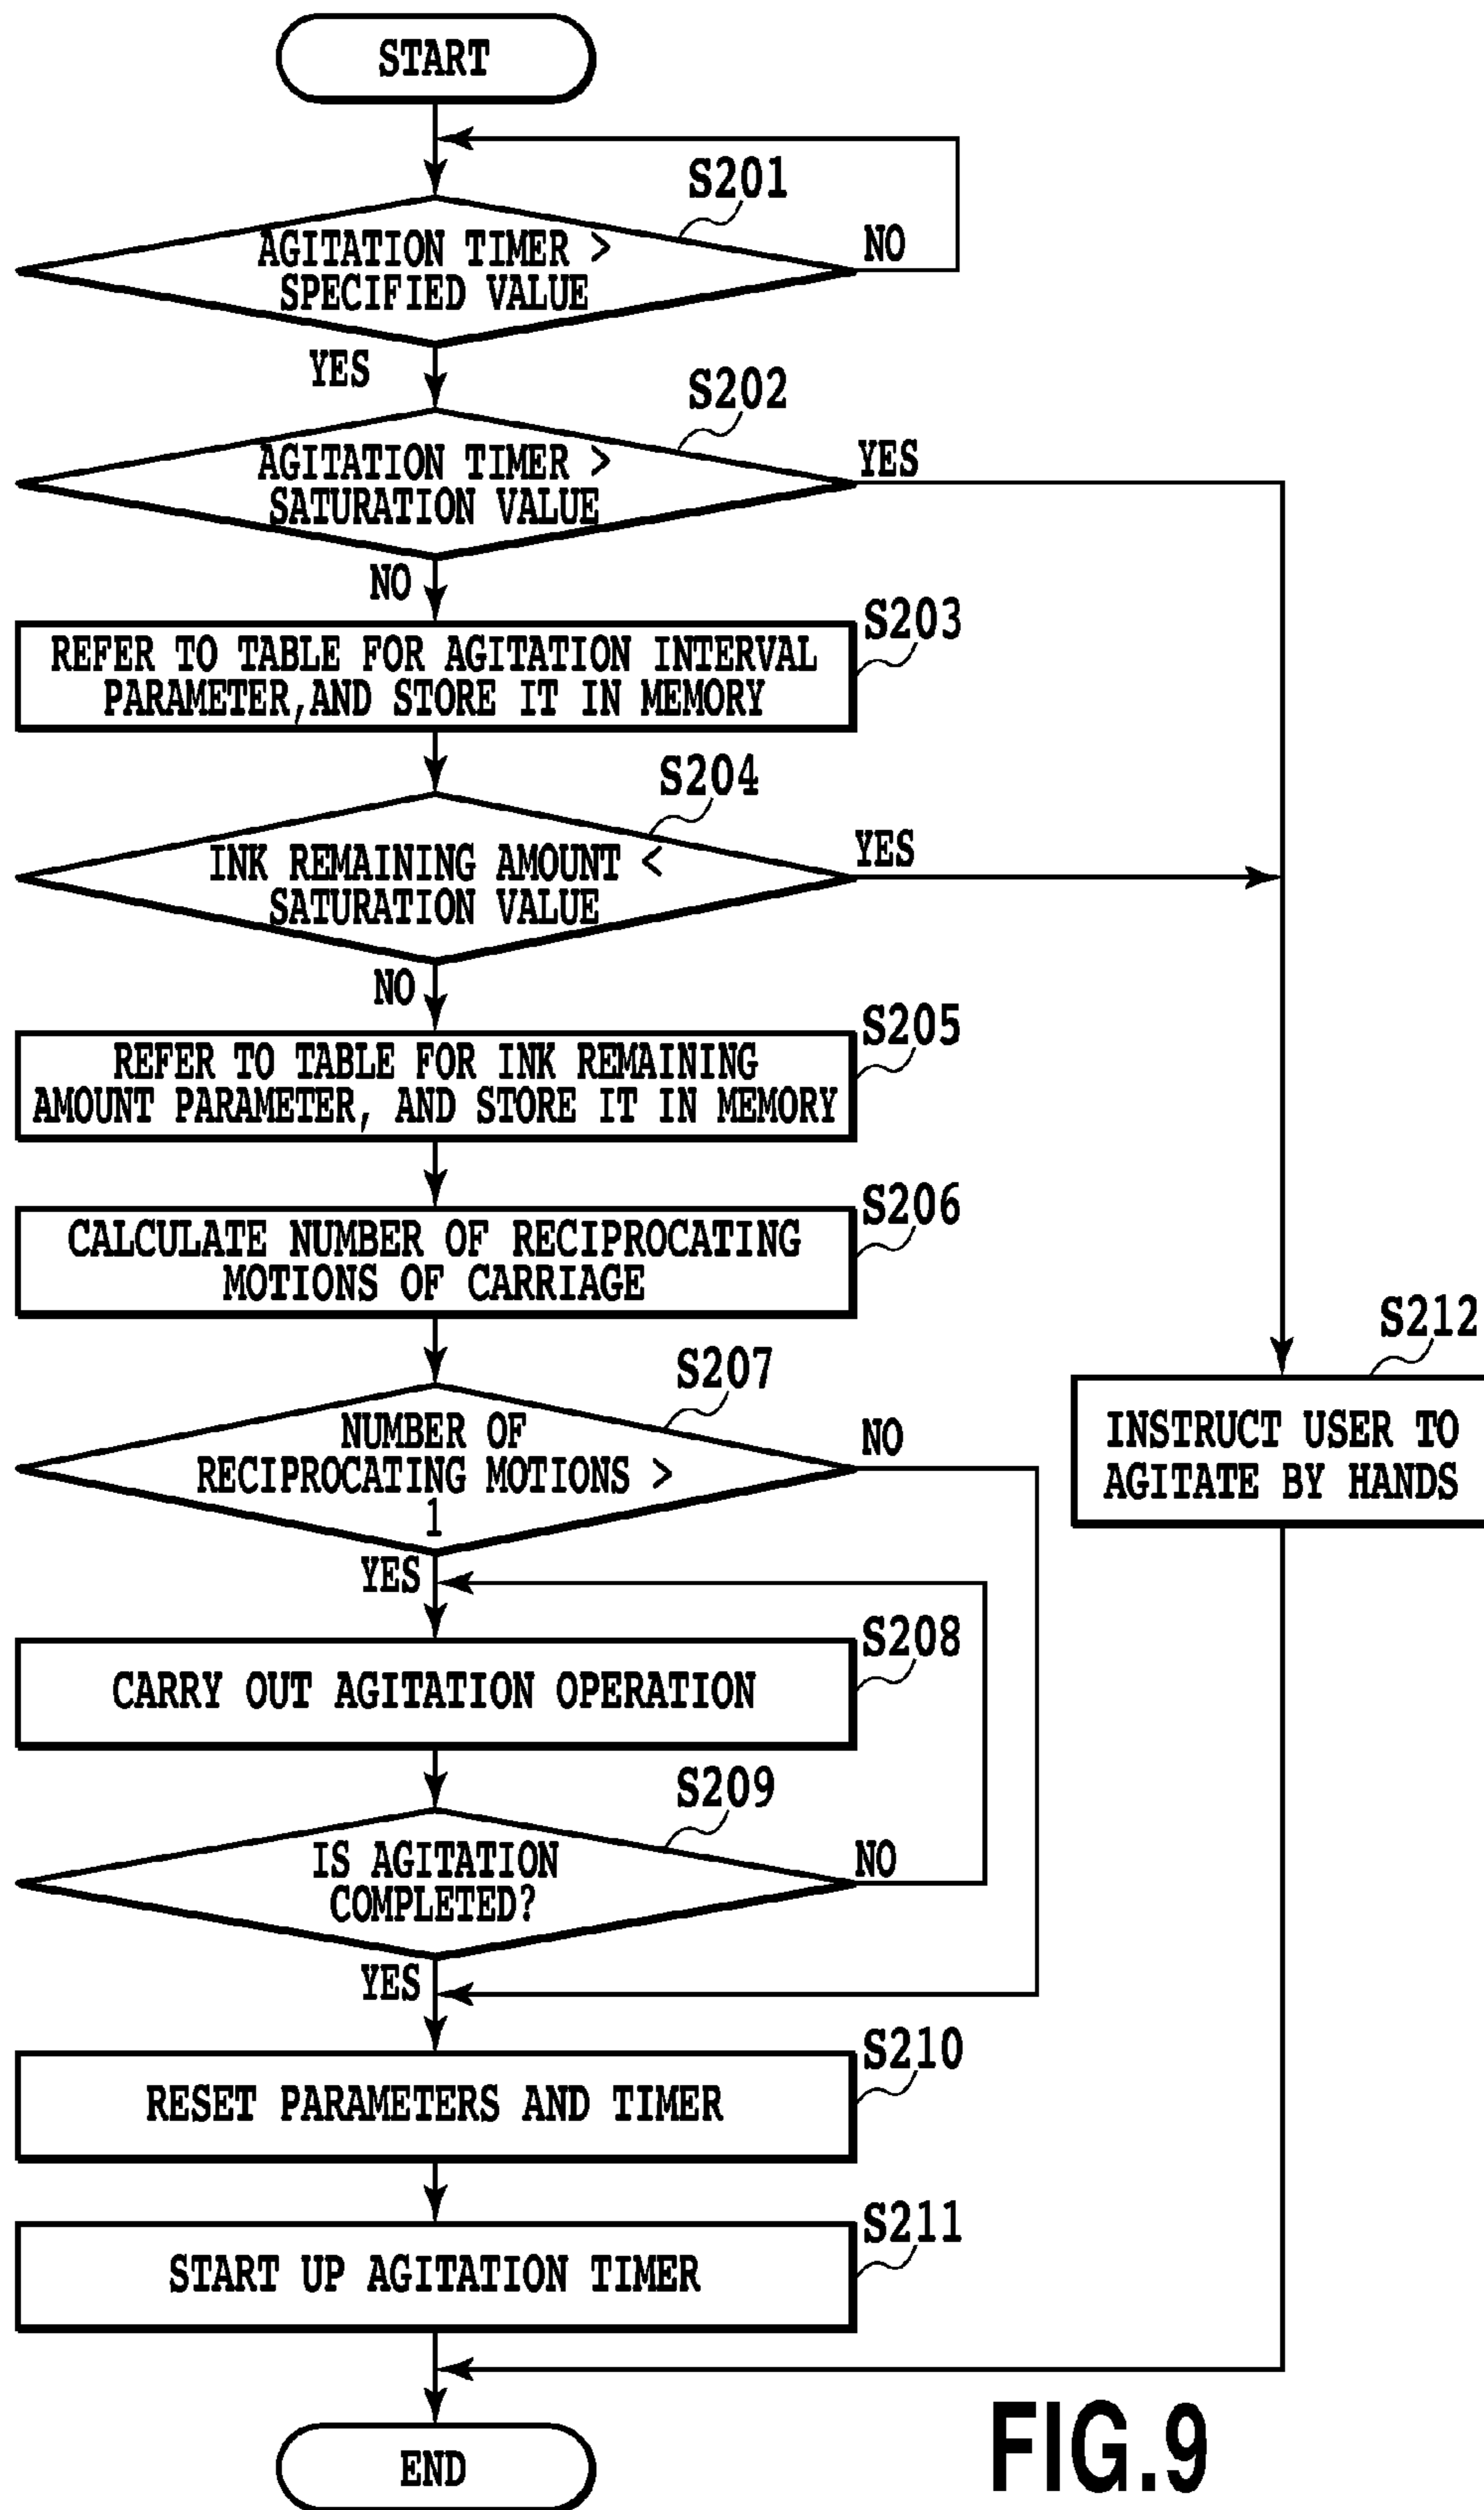 START
S201
AGITATION TIMER >
SPECIFIED VALUE
NO
YES
S202
AGITATION TIMER >
SATURATION VALUE
YES
NO
S203
REFER TO TABLE FOR AGITATION INTERVAL
PARAMETER,AND STORE IT IN MEMORY
S204
INK REMAINING AMOUNT <
SATURATION VALUE
YES
NO
S205
REFER TO TABLE FOR INK REMAINING
AMOUNT PARAMETER, AND STORE IT IN MEMORY
S206
CALCULATE NUMBER OF RECIPROCATING
MOTIONS OF CARRIAGE
S207
NUMBER OF
RECIPROCATING MOTIONS >
1
NO
YES
S212
INSTRUCT USER TO
AGITATE BY HANDS
S208
CARRY OUT AGITATION OPERATION
S209
IS AGITATION
COMPLETED?
NO
YES
S210
RESET PARAMETERS AND TIMER
S211
START UP AGITATION TIMER
END
FIG.9